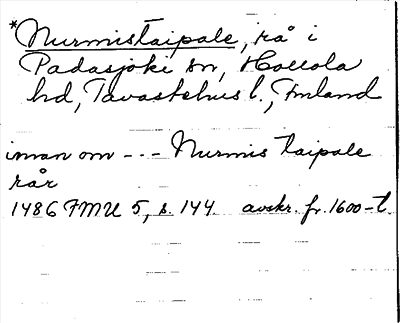 *Nurmistaipale, rå i
Padasjoki sn, Hollola
hd, Tavastehus l., Finland
innan om --- Nurmis taipale
rår
1486 FMU 5, s. 144. avskr. fr. 1600-t.